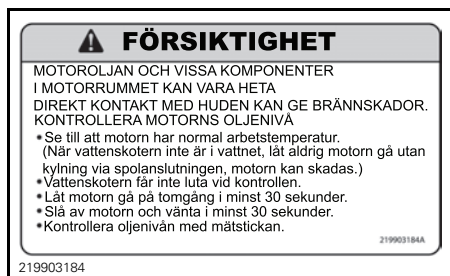 FÖRSIKTIGHET
MOTOROLJAN OCH VISSA KOMPONENTER
I MOTORRUMMET KAN VARA HETA
DIREKT KONTAKT MED HUDEN KAN GE BRÄNNSKADOR.
KONTROLLERA MOTORNS OLJENIVÅ
•Se till att motorn har normal arbetstemperatur.
(När vattenskotern inte är i vattnet, låt aldrig motorn gå utan
kylning via spolanslutningen, motorn kan skadas.)
•Vattenskotern får inte luta vid kontrollen.
•Låt motorn gå på tomgång i minst 30 sekunder.
•Slå av motorn och vänta i minst 30 sekunder.
•Kontrollera oljenivån med mätstickan.
219903184A
219903184